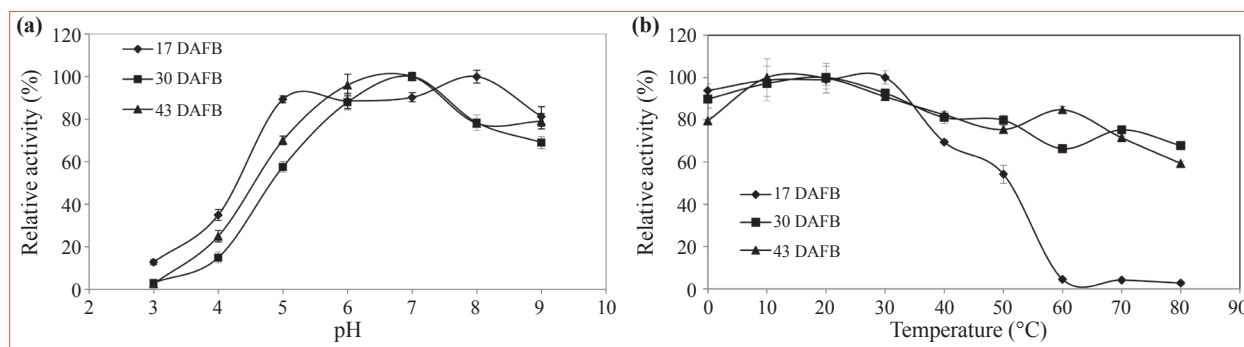 (a)
120
100
80
60
40
20
0
Relative activity (%)
17 DAFB
30 DAFB
43 DAFB
2 3 4 5 6 7 8 9 10
pH
(b)
120
100
80
60
40
20
0
Relative activity (%)
17 DAFB
30 DAFB
43 DAFB
0 10 20 30 40 50 60 70 80 90
Temperature (°C)